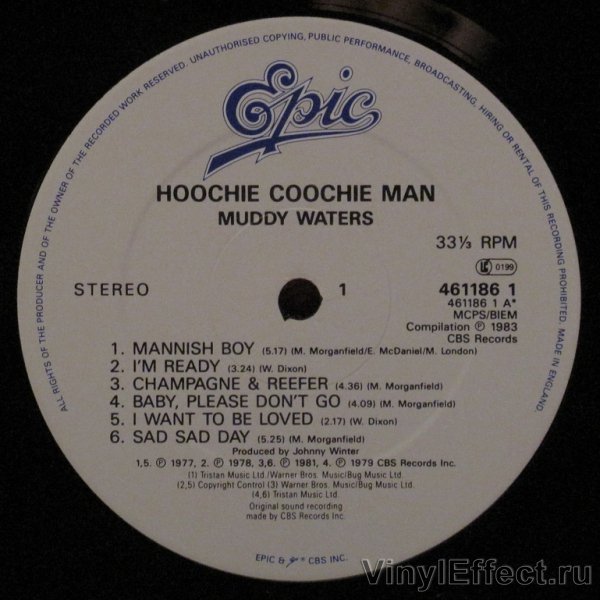 ALL RIGHTS OF THE PRODUCER AND OF THE OWNER OF THE RECORDED WORK RESERVED. UNAUTHORISED COPYING, PUBLIC PERFORMANCE, BROADCASTING, HIRING OR RENTAL OF THIS RECORDING PROHIBITED. MADE IN ENGLAND.
Epic
HOOCHIE COOCHIE MAN
MUDDY WATERS
33⅓ RPM
LC 0199
STEREO
1
461186 1
461186 1 A*
MCPS/BIEM
Compilation ℗ 1983
CBS Records
1. MANNISH BOY (5.17) (M. Morganfield/E. McDaniel/M. London)
2. I'M READY (3.24) (W. Dixon)
3. CHAMPAGNE & REEFER (4.36) (M. Morganfield)
4. BABY, PLEASE DON'T GO (4.09) (M. Morganfield)
5. I WANT TO BE LOVED (2.17) (W. Dixon)
6. SAD SAD DAY (5.25) (M. Morganfield)
Produced by Johnny Winter
1,5. ℗ 1977, 2. ℗ 1978, 3,6. ℗ 1981, 4. ℗ 1979 CBS Records Inc.
(1) Tristan Music Ltd./Warner Bros. Music/Bug Music Ltd.
(2,5) Copyright Control (3) Warner Bros. Music/Bug Music Ltd.
(4,6) Tristan Music Ltd.
Original sound recording
made by CBS Records Inc.
EPIC & * CBS INC.
VinylEffect.ru